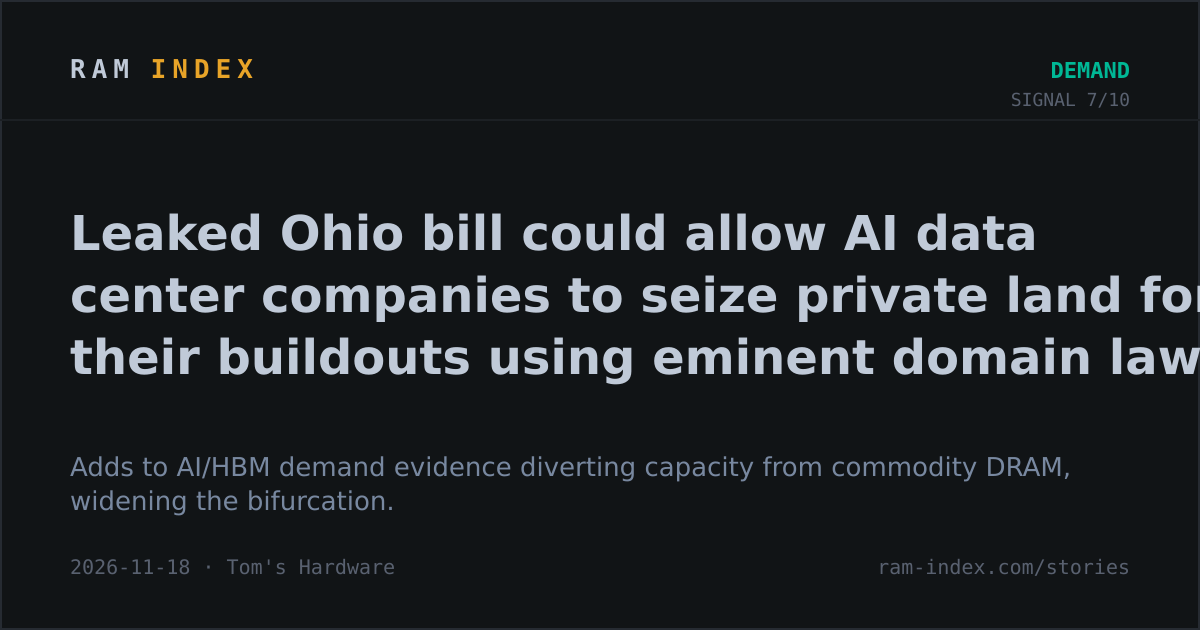 RAM INDEX
DEMAND
SIGNAL 7/10
Leaked Ohio bill could allow AI data
center companies to seize private land for
their buildouts using eminent domain law
Adds to AI/HBM demand evidence diverting capacity from commodity DRAM,
widening the bifurcation.
2026-11-18 · Tom's Hardware
ram-index.com/stories